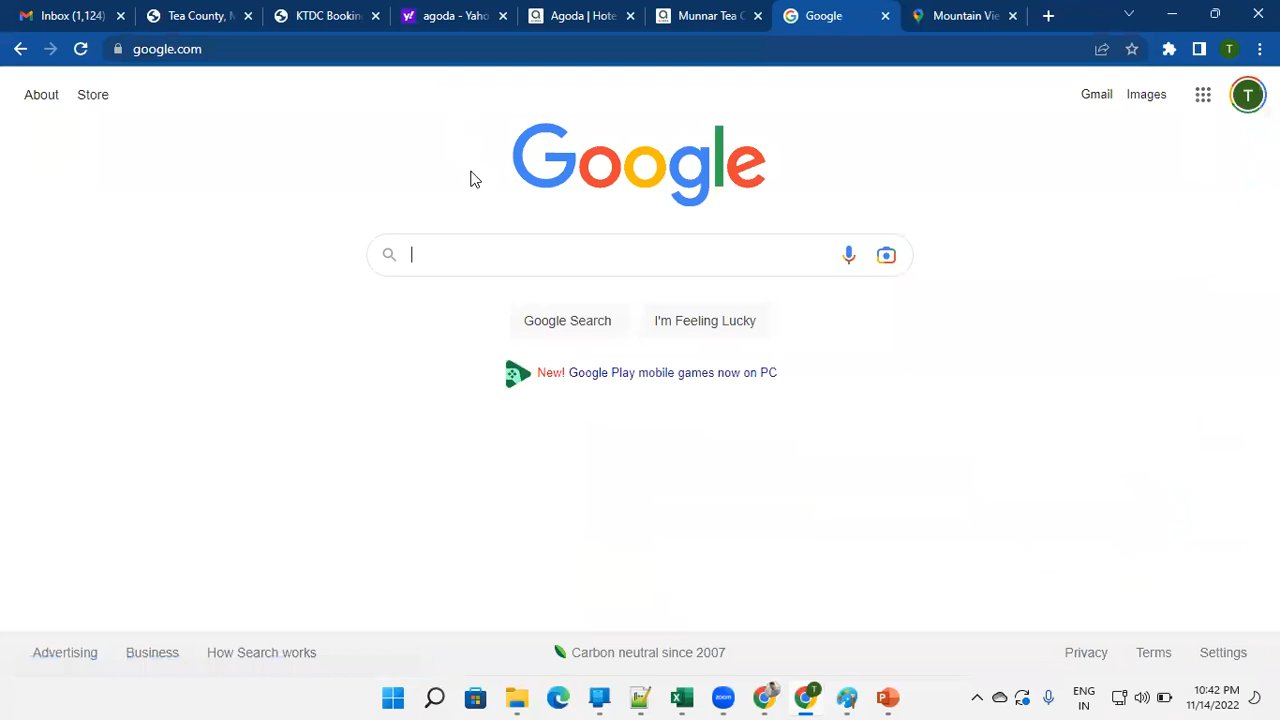 Inbox (1,124)
Tea County, M
KTDC Bookin
agoda - Yaho
Agoda | Hote
Munnar Tea C
Google
Mountain Vie
google.com
T
About
Store
Gmail
Images
T
Google
Google Search
I'm Feeling Lucky
New! Google Play mobile games now on PC
Advertising
Business
How Search works
Carbon neutral since 2007
Privacy
Terms
Settings
zoom
T
ENG
IN
10:42 PM
11/14/2022